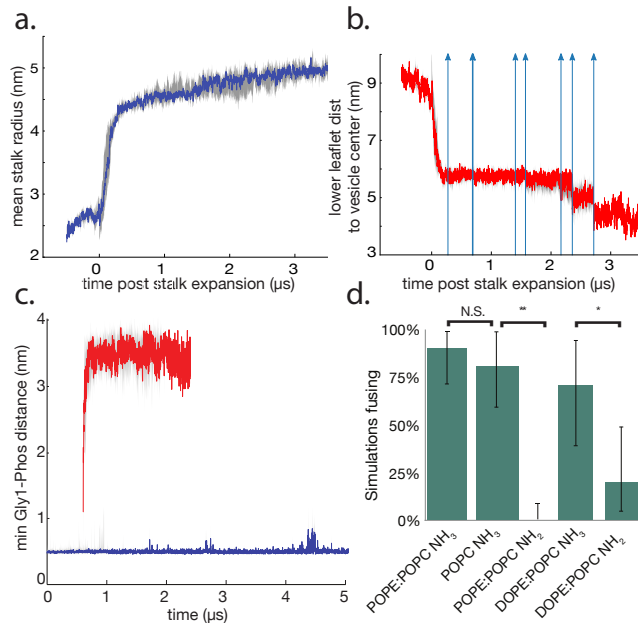 a.
mean stalk radius (nm)
5
4
3
2
0
1
2
3
time post stalk expansion (µs)
b.
lower leaflet dist
to vesicle center (nm)
9
7
6
5
3
0
1
2
3
time post stalk expansion (µs)
c.
min Gly1-Phos distance (nm)
4
3
2
1
0
0
1
2
3
4
5
time (µs)
d.
N.S.
**
*
Simulations fusing
100%
75%
50%
25%
0%
POPE:POPC NH3
POPC NH3
POPE:POPC NH2
DOPE:POPC NH3
DOPE:POPC NH2